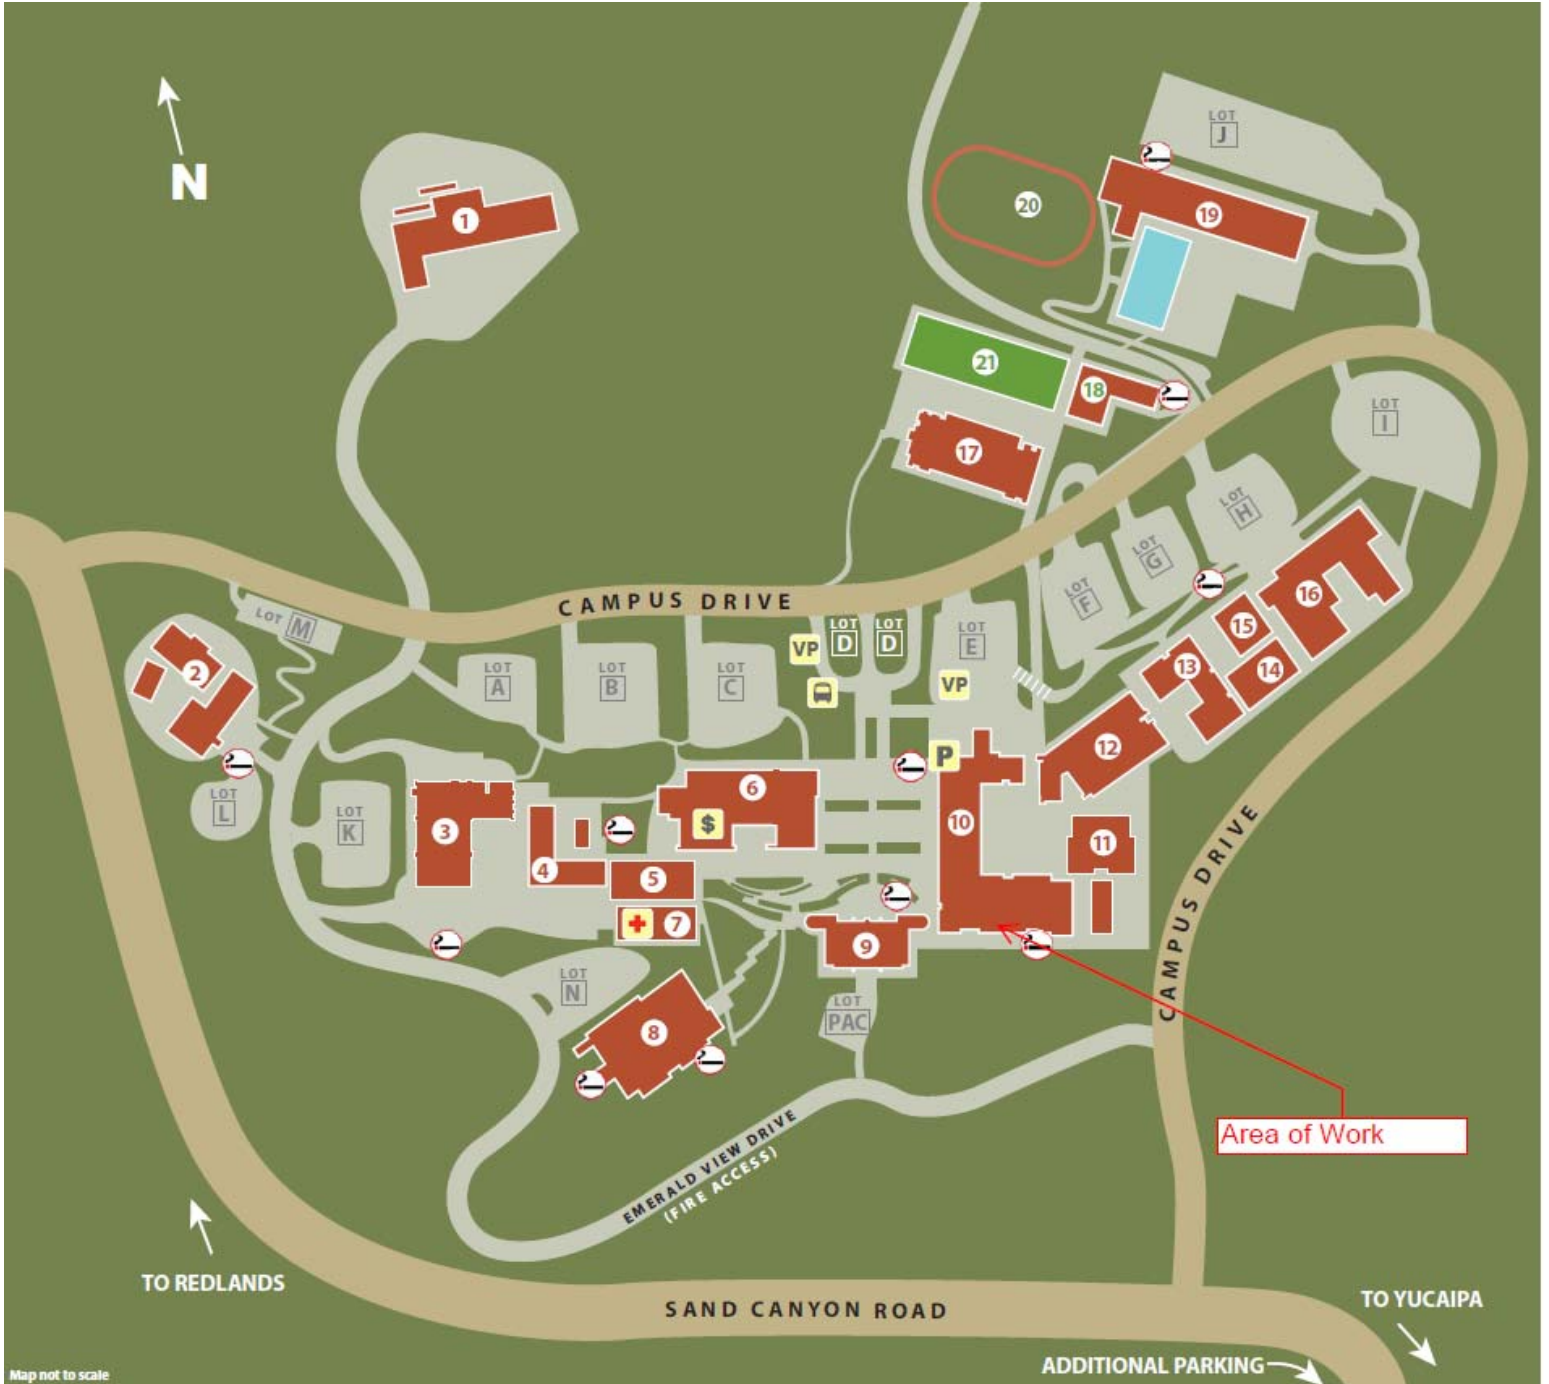 N
LOT
J
1
20
19
21
18
LOT
I
17
LOT
H
LOT
G
LOT
F
16
CAMPUS DRIVE
LOT
M
LOT
D
LOT
D
LOT
E
15
VP
2
LOT
A
LOT
B
LOT
C
13
14
VP
12
P
LOT
L
LOT
K
3
6
$
10
11
4
5
7
9
CAMPUS DRIVE
LOT
N
LOT
PAC
8
Area of Work
EMERALD VIEW DRIVE
(FIRE ACCESS)
TO REDLANDS
SAND CANYON ROAD
TO YUCAIPA
ADDITIONAL PARKING
Map not to scale